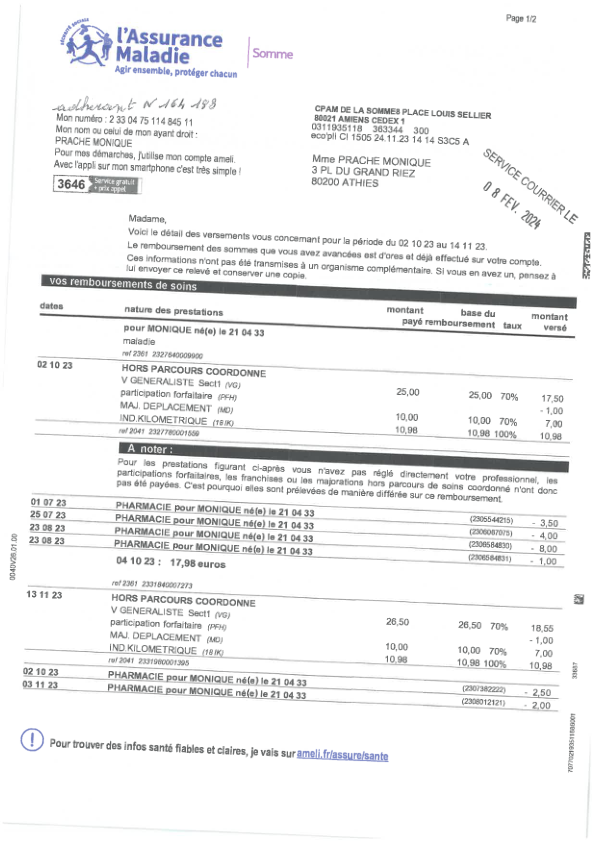 Page 1/2
SÉCURITÉ SOCIALE
l'Assurance
Maladie
Agir ensemble, protéger chacun
Somme
adhérent N° 164 188
Mon numéro : 2 33 04 75 114 845 11
Mon nom ou celui de mon ayant droit :
PRACHE MONIQUE
Pour mes démarches, j'utilise mon compte ameli.
Avec l'appli sur mon smartphone c'est très simple !
3646 Service gratuit + prix appel
CPAM DE LA SOMME8 PLACE LOUIS SELLIER
80021 AMIENS CEDEX 1
0311935118 363344 300
eco'pli CI 1505 24.11.23 14 14 S3C5 A
Mme PRACHE MONIQUE
3 PL DU GRAND RIEZ
80200 ATHIES
SERVICE COURRIER LE
08 FEV. 2024
Madame,
Voici le détail des versements vous concernant pour la période du 02 10 23 au 14 11 23.
Le remboursement des sommes que vous avez avancées est d'ores et déjà effectué sur votre compte.
Ces informations n'ont pas été transmises à un organisme complémentaire. Si vous en avez un, pensez à
lui envoyer ce relevé et conserver une copie.
vos remboursements de soins
dates nature des prestations montant payé base du remboursement taux montant versé
pour MONIQUE né(e) le 21 04 33
maladie
ref 2361 2327640009900
02 10 23 HORS PARCOURS COORDONNE
V GENERALISTE Sect1 (VG) 25,00 25,00 70% 17,50
participation forfaitaire (PFH) - 1,00
MAJ. DEPLACEMENT (MD) 10,00 10,00 70% 7,00
IND.KILOMETRIQUE (18 IK) 10,98 10,98 100% 10,98
ref 2041 2327780001559
A noter :
Pour les prestations figurant ci-après vous n'avez pas réglé directement votre professionnel, les
participations forfaitaires, les franchises ou les majorations hors parcours de soins coordonné n'ont donc
pas été payées. C'est pourquoi elles sont prélevées de manière différée sur ce remboursement.
01 07 23 PHARMACIE pour MONIQUE né(e) le 21 04 33 (2305544215) - 3,50
25 07 23 PHARMACIE pour MONIQUE né(e) le 21 04 33 (2306067075) - 4,00
23 08 23 PHARMACIE pour MONIQUE né(e) le 21 04 33 (2306584830) - 8,00
23 08 23 PHARMACIE pour MONIQUE né(e) le 21 04 33 (2306584831) - 1,00
04 10 23 : 17,98 euros
ref 2361 2331840007273
13 11 23 HORS PARCOURS COORDONNE
V GENERALISTE Sect1 (VG) 26,50 26,50 70% 18,55
participation forfaitaire (PFH) - 1,00
MAJ. DEPLACEMENT (MD) 10,00 10,00 70% 7,00
IND.KILOMETRIQUE (18 IK) 10,98 10,98 100% 10,98
ref 2041 2331980001395
02 10 23 PHARMACIE pour MONIQUE né(e) le 21 04 33 (2307382222) - 2,50
03 11 23 PHARMACIE pour MONIQUE né(e) le 21 04 33 (2308012121) - 2,00
Pour trouver des infos santé fiables et claires, je vais sur ameli.fr/assure/sante